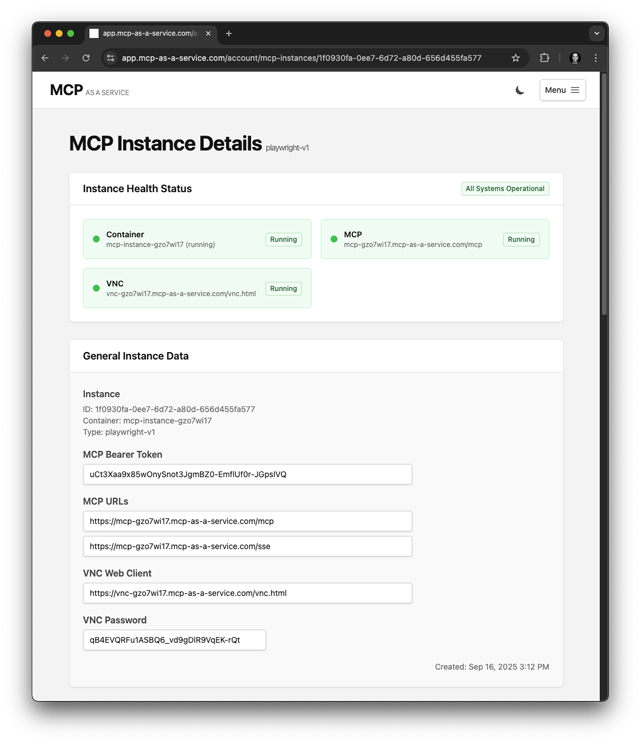 app.mcp-as-a-service.com/a
app.mcp-as-a-service.com/account/mcp-instances/1f0930fa-0ee7-6d72-a80d-656d455fa577
MCP AS A SERVICE
Menu
MCP Instance Details playwright-v1
Instance Health Status
All Systems Operational
Container
mcp-instance-gzo7wi17 (running)
Running
MCP
mcp-gzo7wi17.mcp-as-a-service.com/mcp
Running
VNC
vnc-gzo7wi17.mcp-as-a-service.com/vnc.html
Running
General Instance Data
Instance
ID: 1f0930fa-0ee7-6d72-a80d-656d455fa577
Container: mcp-instance-gzo7wi17
Type: playwright-v1
MCP Bearer Token
uCt3Xaa9x85wOnySnot3JgmBZ0-EmflUf0r-JGpsIVQ
MCP URLs
https://mcp-gzo7wi17.mcp-as-a-service.com/mcp
https://mcp-gzo7wi17.mcp-as-a-service.com/sse
VNC Web Client
https://vnc-gzo7wi17.mcp-as-a-service.com/vnc.html
VNC Password
qB4EVQRFu1ASBQ6_vd9gDlR9VqEK-rQt
Created: Sep 16, 2025 3:12 PM